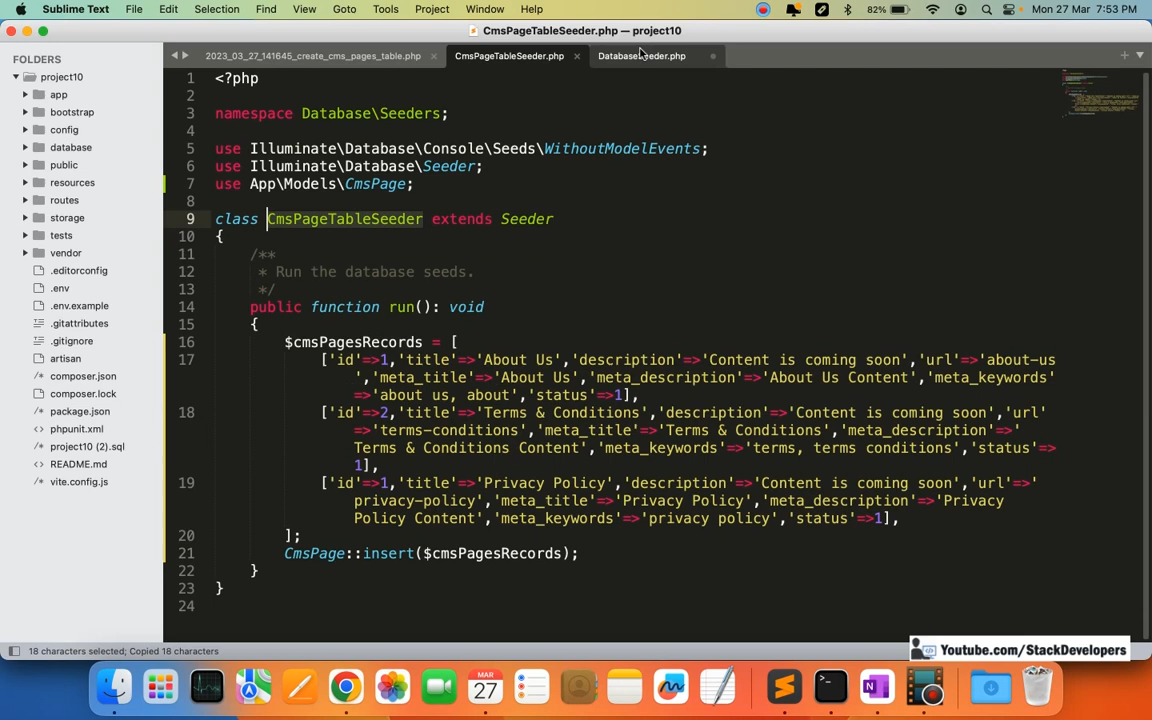 Sublime Text File Edit Selection Find View Goto Tools Project Window Help 82% Mon 27 Mar 7:53 PM
CmsPageTableSeeder.php — project10
FOLDERS
project10
app
bootstrap
config
database
public
resources
routes
storage
tests
vendor
.editorconfig
.env
.env.example
.gitattributes
.gitignore
artisan
composer.json
composer.lock
package.json
phpunit.xml
project10 (2).sql
README.md
vite.config.js
2023_03_27_141645_create_cms_pages_table.php CmsPageTableSeeder.php DatabaseSeeder.php
1 <?php
2
3 namespace Database\Seeders;
4
5 use Illuminate\Database\Console\Seeds\WithoutModelEvents;
6 use Illuminate\Database\Seeder;
7 use App\Models\CmsPage;
8
9 class CmsPageTableSeeder extends Seeder
10 {
11 /**
12 * Run the database seeds.
13 */
14 public function run(): void
15 {
16 $cmsPagesRecords = [
17 ['id'=>1,'title'=>'About Us','description'=>'Content is coming soon','url'=>'about-us
','meta_title'=>'About Us','meta_description'=>'About Us Content','meta_keywords'
=>'about us, about','status'=>1],
18 ['id'=>2,'title'=>'Terms & Conditions','description'=>'Content is coming soon','url'
=>'terms-conditions','meta_title'=>'Terms & Conditions','meta_description'=>'
Terms & Conditions Content','meta_keywords'=>'terms, terms conditions','status'=>
1],
19 ['id'=>1,'title'=>'Privacy Policy','description'=>'Content is coming soon','url'=>'
privacy-policy','meta_title'=>'Privacy Policy','meta_description'=>'Privacy
Policy Content','meta_keywords'=>'privacy policy','status'=>1],
20 ];
21 CmsPage::insert($cmsPagesRecords);
22 }
23 }
24
18 characters selected; Copied 18 characters
Youtube.com/StackDevelopers
MAR
27